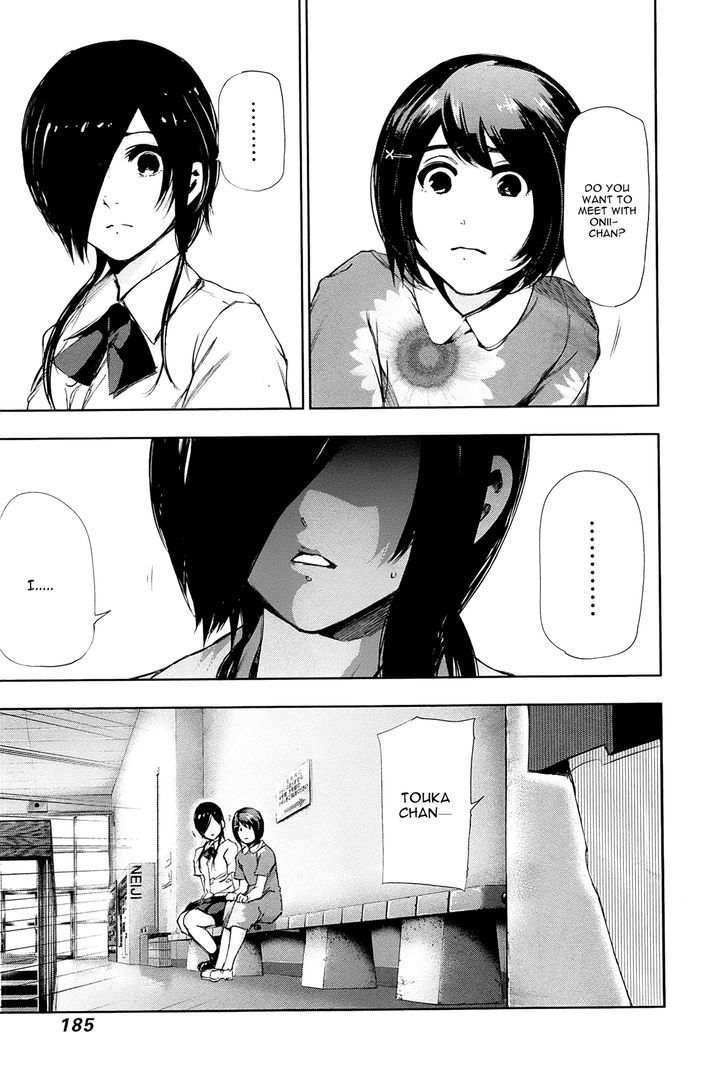 DO YOU
WANT TO
MEET WITH
ONII-
CHAN?
.........
.........
I.....
TOUKA
CHAN—
NEIJI
185